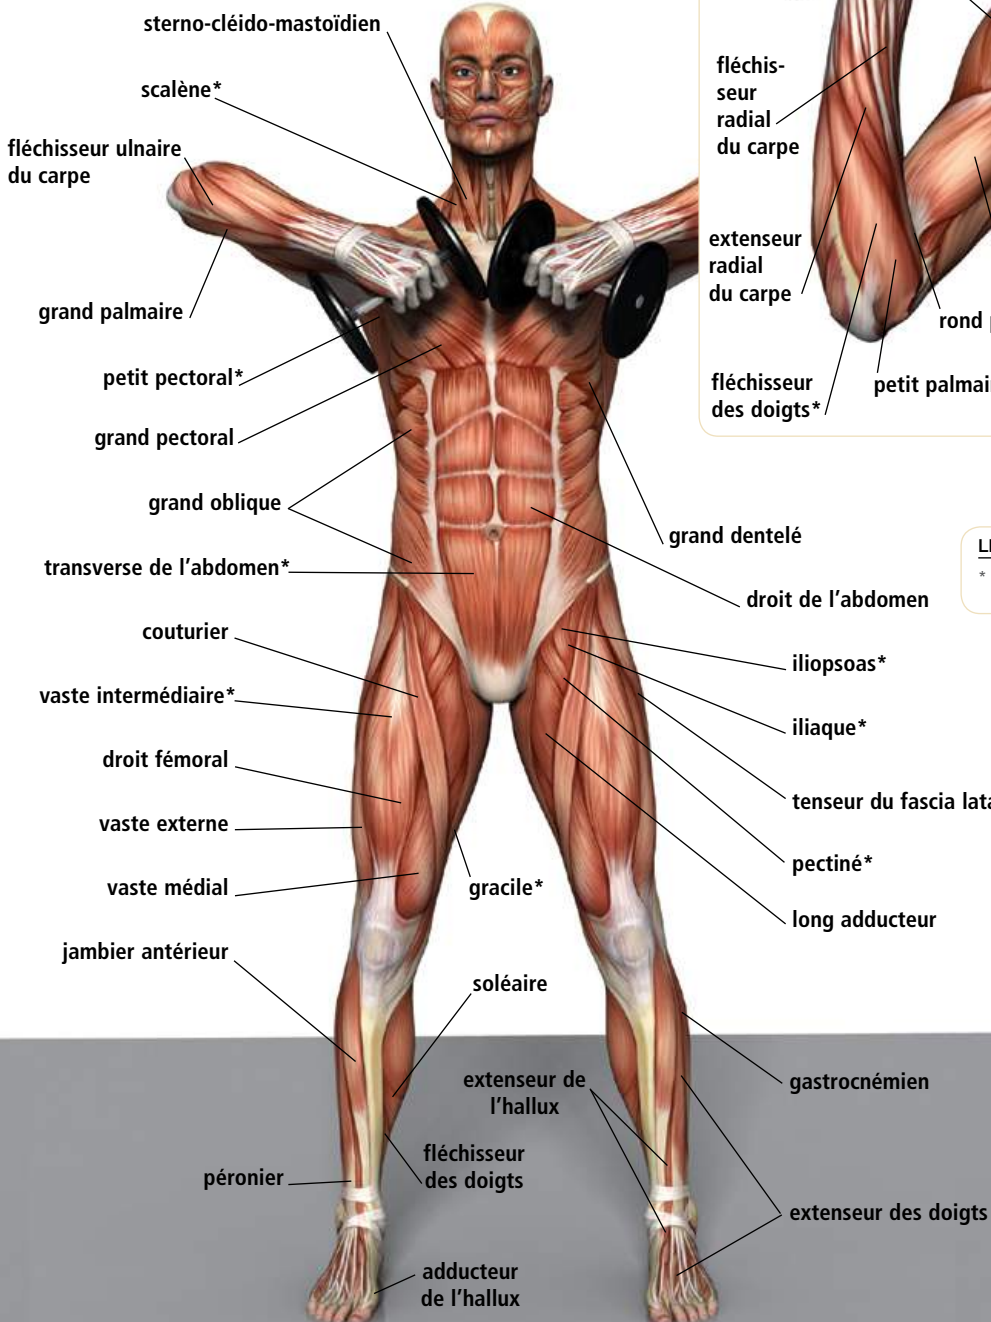 sterno-cléido-mastoïdien
scalène*
fléchisseur ulnaire
du carpe
grand palmaire
petit pectoral*
grand pectoral
grand oblique
transverse de l’abdomen*
couturier
vaste intermédiaire*
droit fémoral
vaste externe
vaste médial
jambier antérieur
péronier
gracile*
soléaire
extenseur de
l’hallux
fléchisseur
des doigts
adducteur
de l’hallux
fléchis-
seur
radial
du carpe
extenseur
radial
du carpe
fléchisseur
des doigts*
rond
petit palmai
grand dentelé
droit de l’abdomen
iliopsoas*
iliaque*
tenseur du fascia lata
pectiné*
long adducteur
gastrocnémien
extenseur des doigts
*